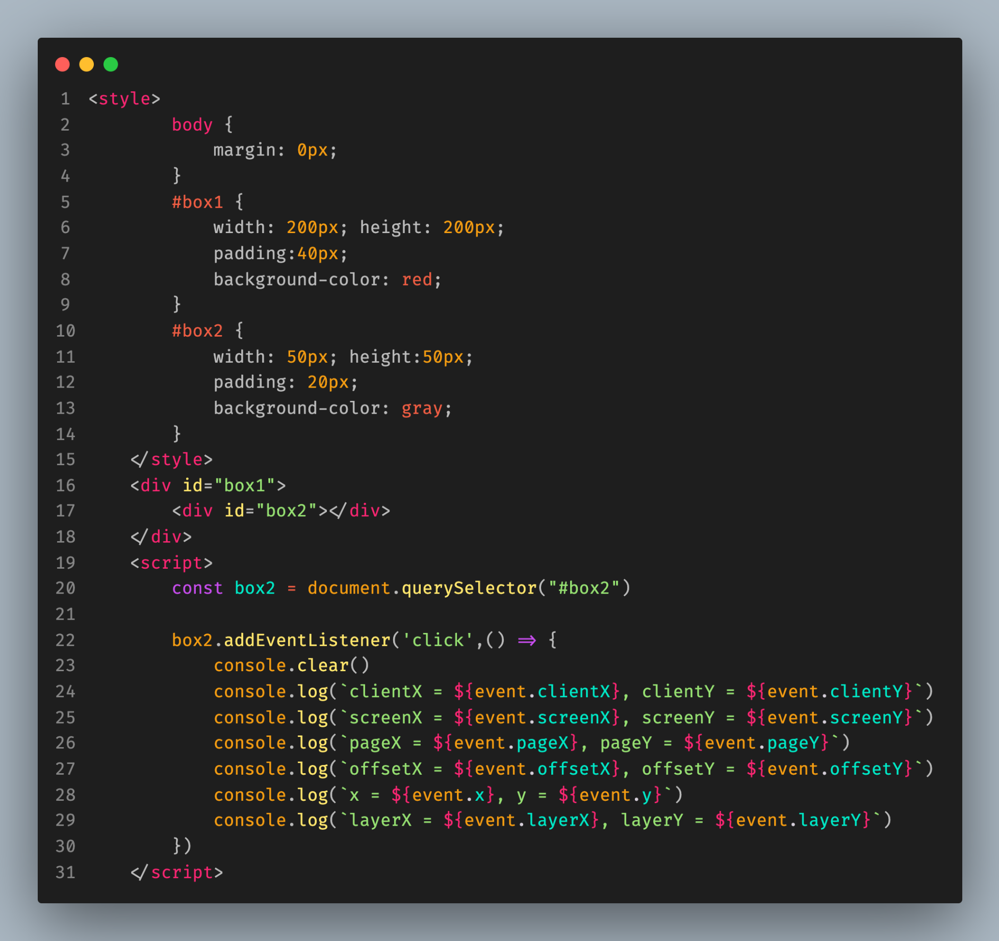 1 <style>
2         body {
3             margin: 0px;
4         }
5         #box1 {
6             width: 200px; height: 200px;
7             padding:40px;
8             background-color: red;
9         }
10         #box2 {
11             width: 50px; height:50px;
12             padding: 20px;
13             background-color: gray;
14         }
15     </style>
16     <div id="box1">
17         <div id="box2"></div>
18     </div>
19     <script>
20         const box2 = document.querySelector("#box2")
21
22         box2.addEventListener('click',() => {
23             console.clear()
24             console.log(`clientX = ${event.clientX}, clientY = ${event.clientY}`)
25             console.log(`screenX = ${event.screenX}, screenY = ${event.screenY}`)
26             console.log(`pageX = ${event.pageX}, pageY = ${event.pageY}`)
27             console.log(`offsetX = ${event.offsetX}, offsetY = ${event.offsetY}`)
28             console.log(`x = ${event.x}, y = ${event.y}`)
29             console.log(`layerX = ${event.layerX}, layerY = ${event.layerY}`)
30         })
31     </script>